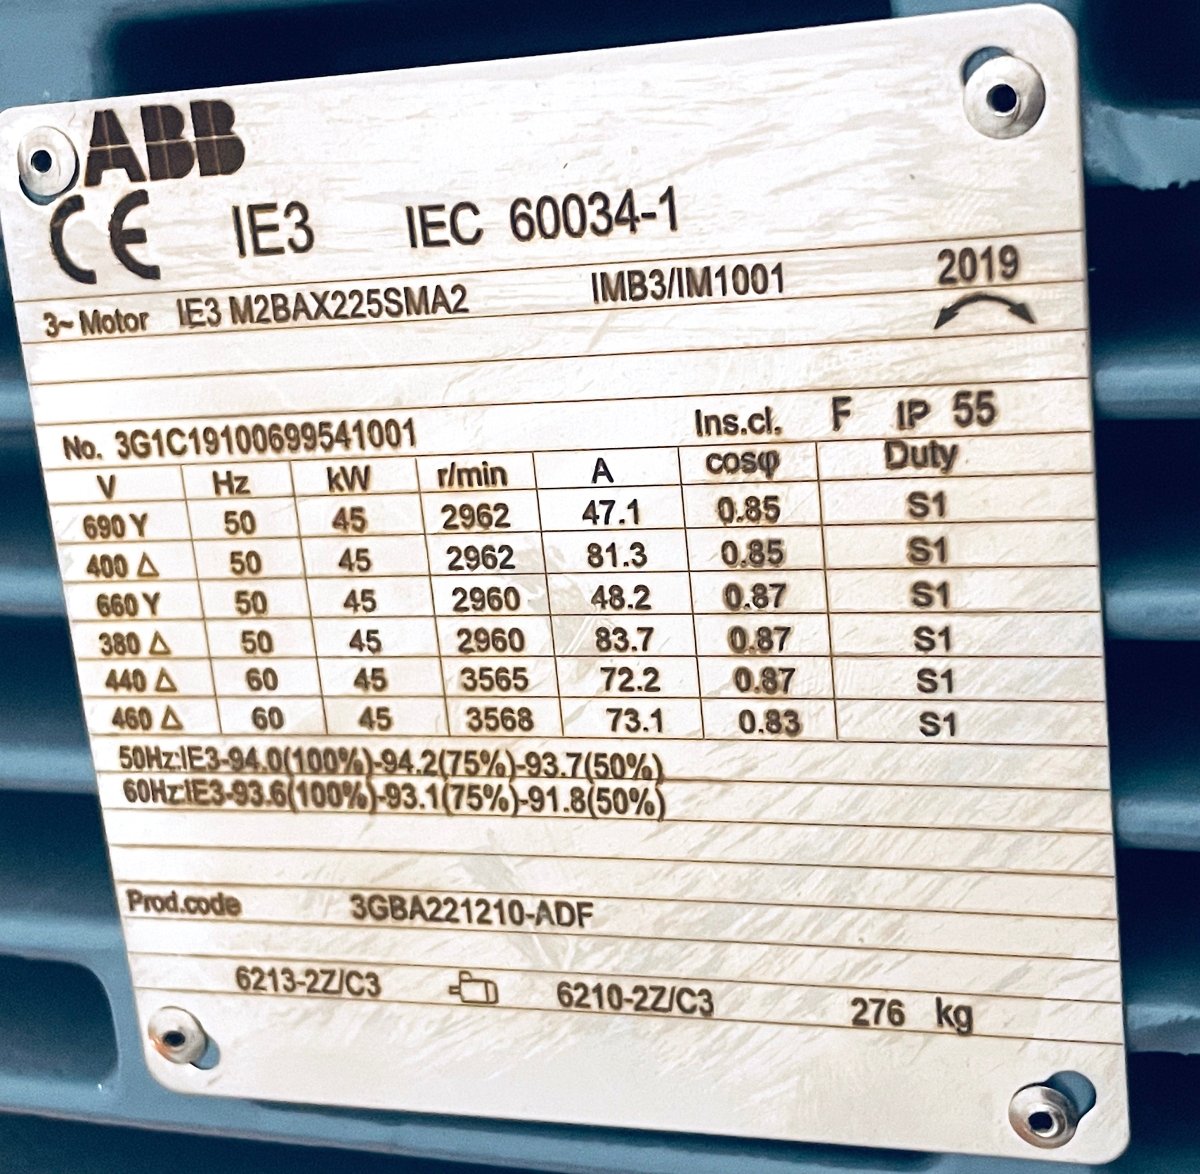 ABB
CE IE3 IEC 60034-1
3~ Motor IE3 M2BAX225SMA2 IMB3/IM1001 2019
No. 3G1C19100699541001 Ins.cl. F IP 55
V Hz kW r/min A cosφ Duty
690 Y 50 45 2962 47.1 0.85 S1
400 Δ 50 45 2962 81.3 0.85 S1
660 Y 50 45 2960 48.2 0.87 S1
380 Δ 50 45 2960 83.7 0.87 S1
440 Δ 60 45 3565 72.2 0.87 S1
460 Δ 60 45 3568 73.1 0.83 S1
50Hz:IE3-94.0(100%)-94.2(75%)-93.7(50%)
60Hz:IE3-93.6(100%)-93.1(75%)-91.8(50%)
Prod.code 3GBA221210-ADF
6213-2Z/C3 6210-2Z/C3 276 kg